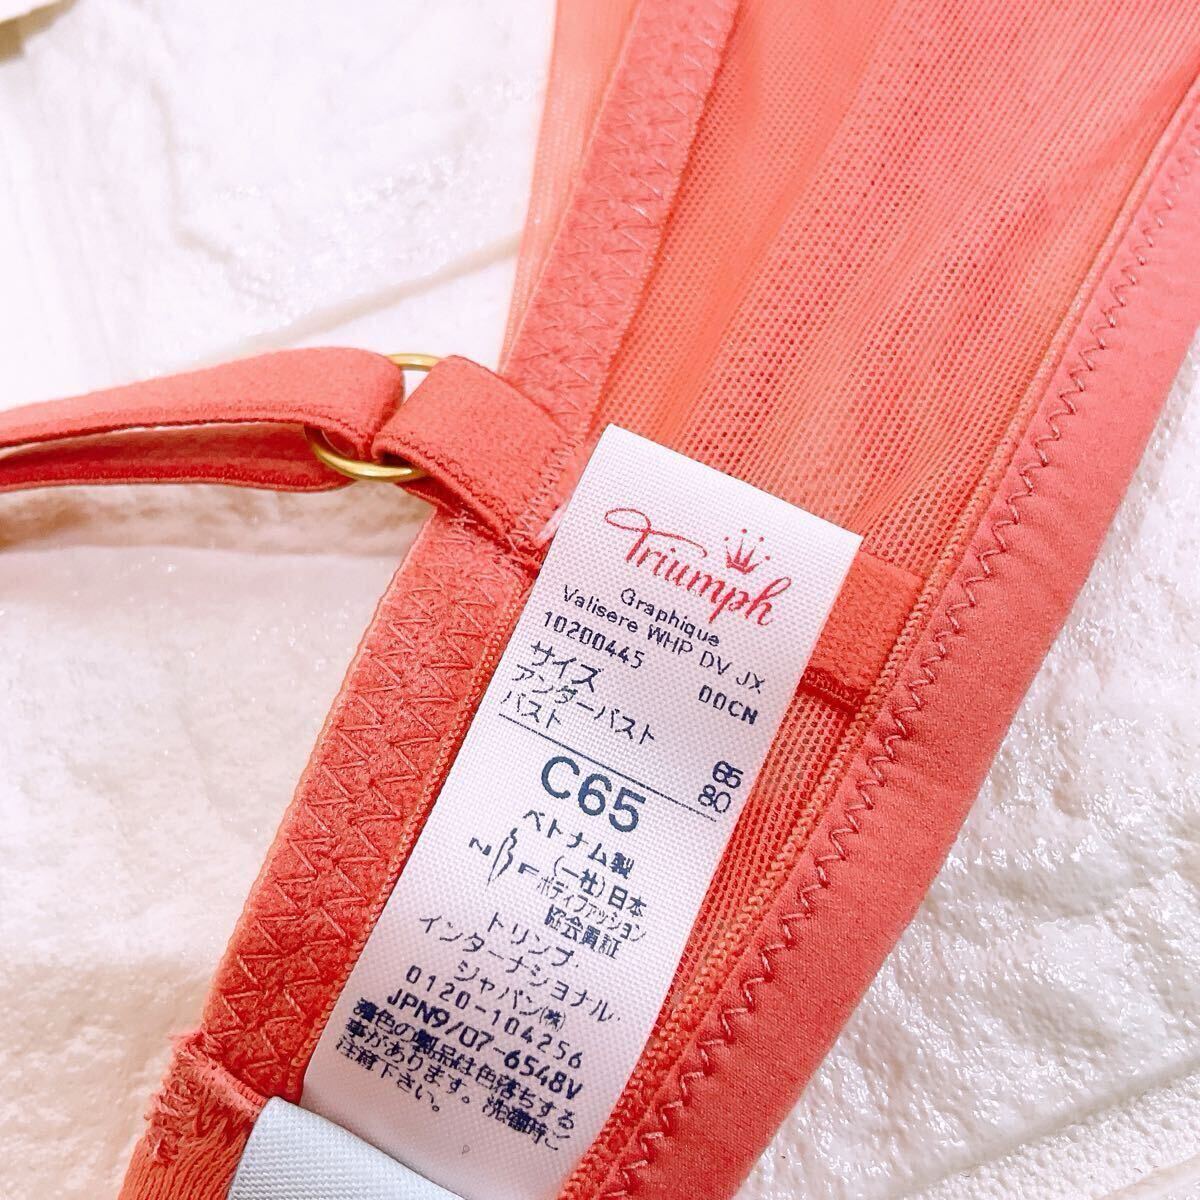 Triumph
Graphique
Valisere WHP DV JX
10200445 00CN
サイズ
アンダーバスト 65
バスト 80
C65
ベトナム製
NBF
(一社)日本
ボディファッション
協会賛証
トリンプ・
インターナショナル・
ジャパン(株)
0120-104256
JPN9/07-6548V
濃色の製品は色落ちする
事があります。洗濯時ご
注意下さい。